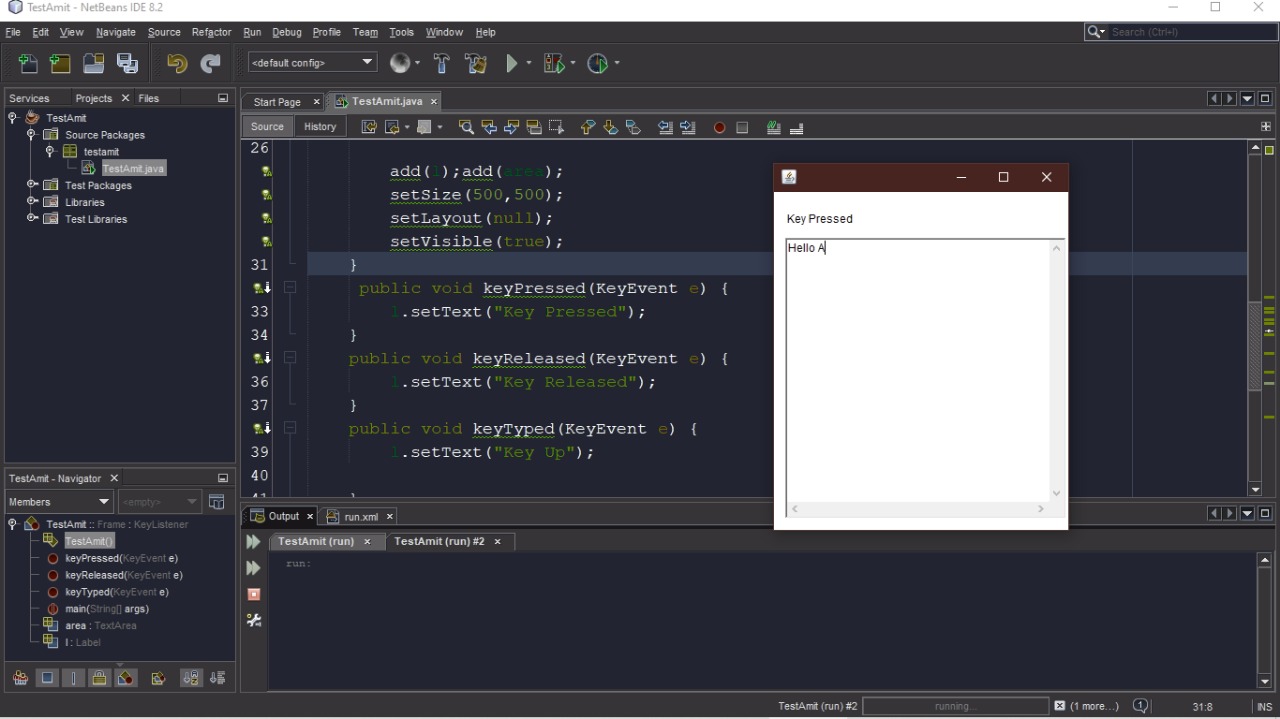 TestAmit - NetBeans IDE 8.2
File Edit View Navigate Source Refactor Run Debug Profile Team Tools Window Help
Search (Ctrl+I)
<default config>
Services Projects Files
TestAmit
Source Packages
testamit
TestAmit.java
Test Packages
Libraries
Test Libraries
Start Page TestAmit.java
Source History
26
add(l);add(area);
setSize(500,500);
setLayout(null);
setVisible(true);
31 }
public void keyPressed(KeyEvent e) {
33 l.setText("Key Pressed");
34 }
public void keyReleased(KeyEvent e) {
36 l.setText("Key Released");
37 }
public void keyTyped(KeyEvent e) {
39 l.setText("Key Up");
40
41 }
Key Pressed
Hello A
TestAmit - Navigator
Members <empty>
TestAmit :: Frame : KeyListener
TestAmit()
keyPressed(KeyEvent e)
keyReleased(KeyEvent e)
keyTyped(KeyEvent e)
main(String[] args)
area : TextArea
l : Label
Output run.xml
TestAmit (run) TestAmit (run) #2
run:
TestAmit (run) #2 running... (1 more...) 1 31:8 INS